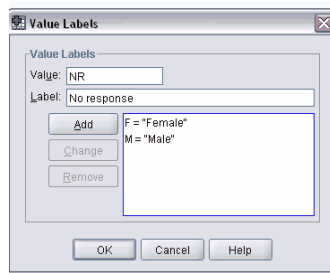 Value Labels
Value Labels
Value: NR
Label: No response
Add
Change
Remove
F = "Female"
M = "Male"
OK
Cancel
Help